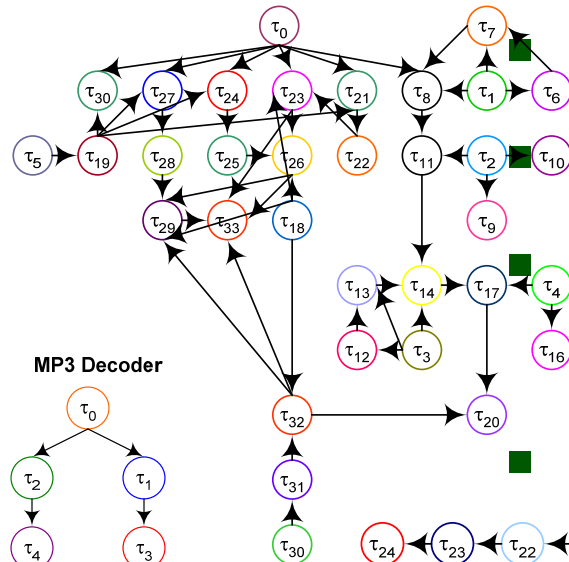 τ0
τ7
τ30 τ27 τ24 τ23 τ21 τ8 τ1 τ6
τ5 τ19 τ28 τ25 τ26 τ22 τ11 τ2 τ10
τ29 τ33 τ18 τ9
τ13 τ14 τ17 τ4
τ12 τ3 τ16
MP3 Decoder
τ0
τ32 τ20
τ2 τ1 τ31
τ4 τ3 τ30 τ24 τ23 τ22